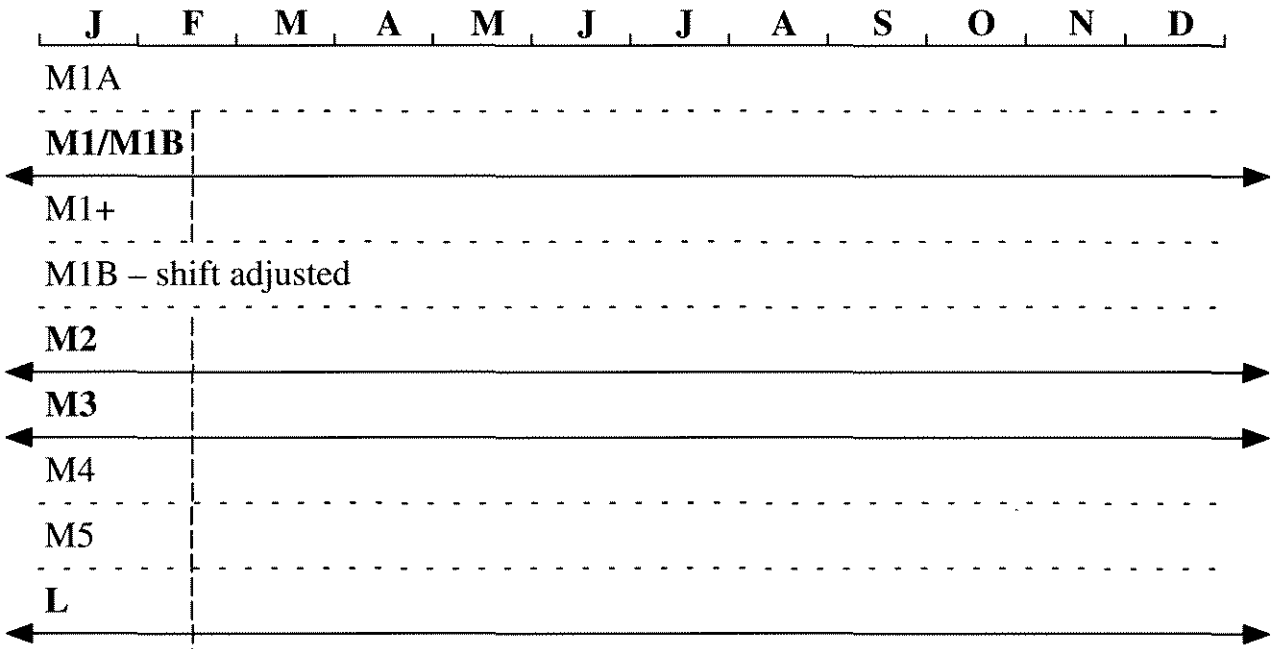 J F M A M J J A S O N D
M1A
M1/M1B
M1+
M1B – shift adjusted
M2
M3
M4
M5
L